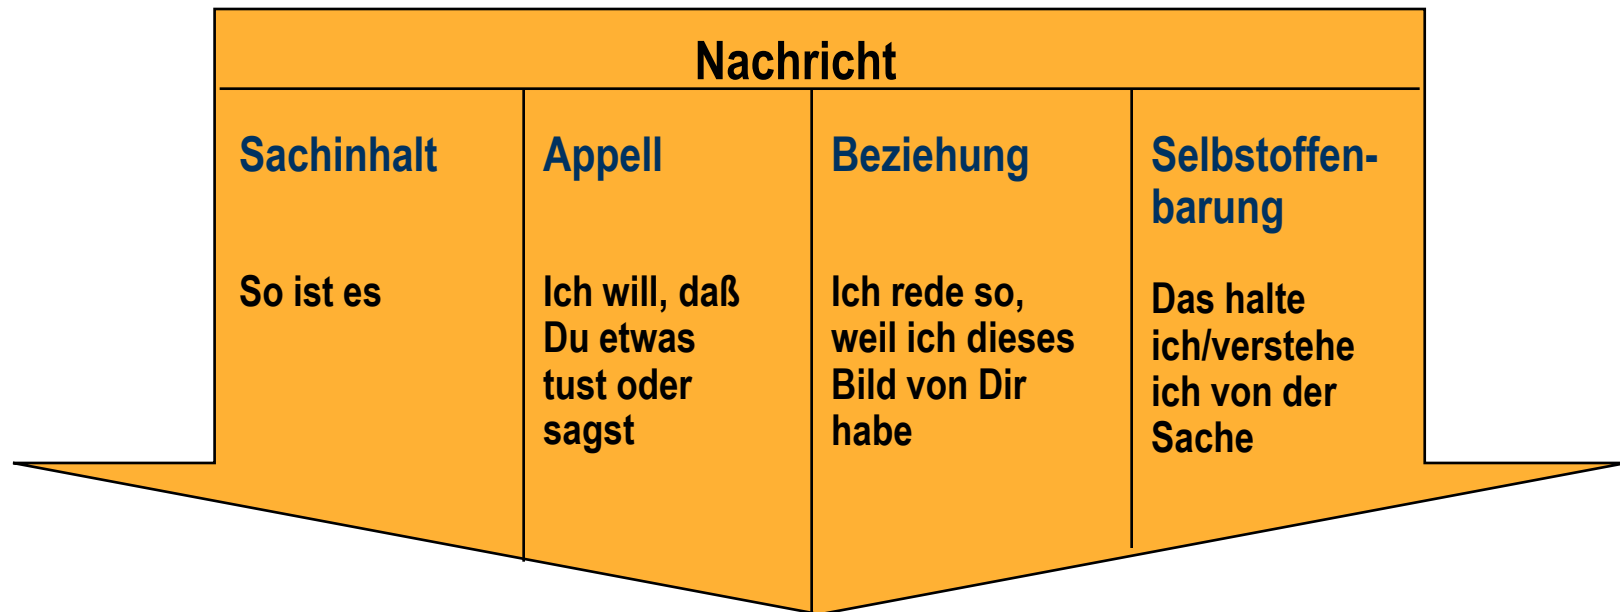 Nachricht
Sachinhalt
So ist es
Appell
Ich will, daß
Du etwas
tust oder
sagst
Beziehung
Ich rede so,
weil ich dieses
Bild von Dir
habe
Selbstoffen-
barung
Das halte
ich/verstehe
ich von der
Sache